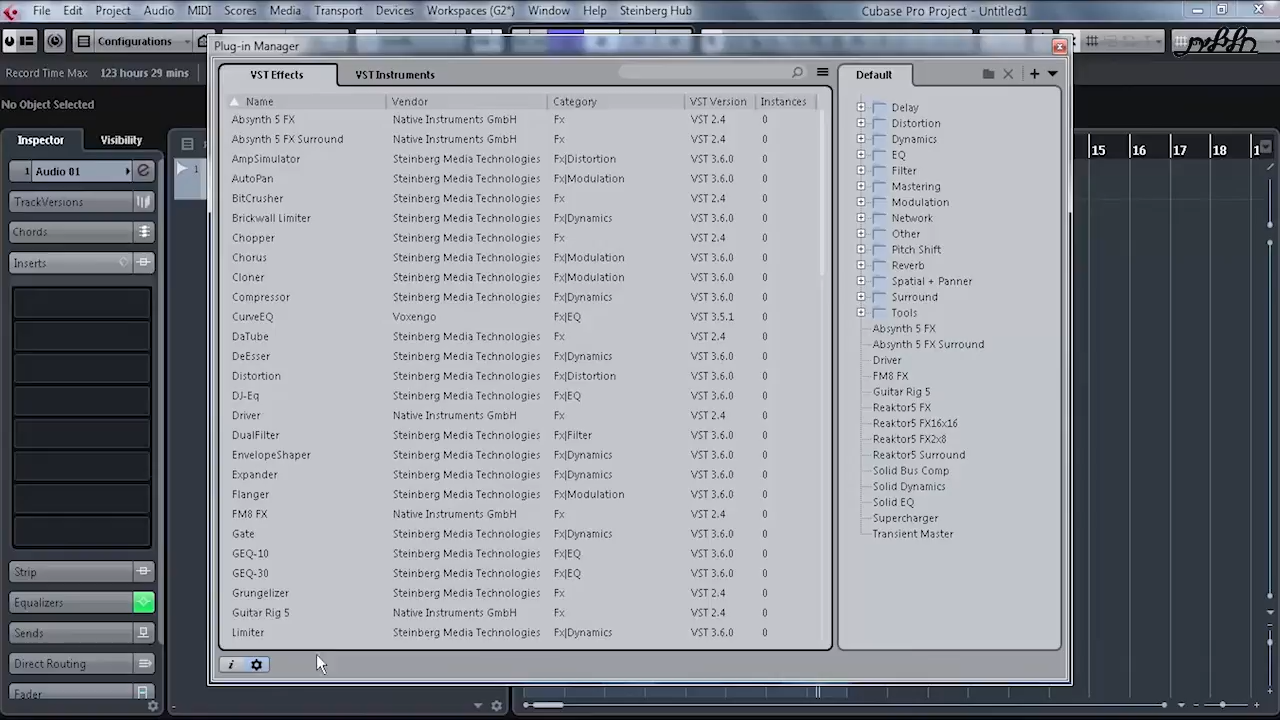 File Edit Project Audio MIDI Scores Media Transport Devices Workspaces (G2*) Window Help Steinberg Hub Cubase Pro Project - Untitled1
Configurations
Record Time Max 123 hours 29 mins
No Object Selected
Inspector Visibility
1 Audio 01
TrackVersions
Chords
Inserts
Strip
Equalizers
Sends
Direct Routing
Fader
1
Plug-in Manager
VST Effects VST Instruments
Name Vendor Category VST Version Instances
Absynth 5 FX Native Instruments GmbH Fx VST 2.4 0
Absynth 5 FX Surround Native Instruments GmbH Fx VST 2.4 0
AmpSimulator Steinberg Media Technologies Fx|Distortion VST 3.6.0 0
AutoPan Steinberg Media Technologies Fx|Modulation VST 3.6.0 0
BitCrusher Steinberg Media Technologies Fx VST 2.4 0
Brickwall Limiter Steinberg Media Technologies Fx|Dynamics VST 3.6.0 0
Chopper Steinberg Media Technologies Fx VST 2.4 0
Chorus Steinberg Media Technologies Fx|Modulation VST 3.6.0 0
Cloner Steinberg Media Technologies Fx|Modulation VST 3.6.0 0
Compressor Steinberg Media Technologies Fx|Dynamics VST 3.6.0 0
CurveEQ Voxengo Fx|EQ VST 3.5.1 0
DaTube Steinberg Media Technologies Fx VST 2.4 0
DeEsser Steinberg Media Technologies Fx|Dynamics VST 3.6.0 0
Distortion Steinberg Media Technologies Fx|Distortion VST 3.6.0 0
DJ-Eq Steinberg Media Technologies Fx|EQ VST 3.6.0 0
Driver Native Instruments GmbH Fx VST 2.4 0
DualFilter Steinberg Media Technologies Fx|Filter VST 3.6.0 0
EnvelopeShaper Steinberg Media Technologies Fx|Dynamics VST 3.6.0 0
Expander Steinberg Media Technologies Fx|Dynamics VST 3.6.0 0
Flanger Steinberg Media Technologies Fx|Modulation VST 3.6.0 0
FM8 FX Native Instruments GmbH Fx VST 2.4 0
Gate Steinberg Media Technologies Fx|Dynamics VST 3.6.0 0
GEQ-10 Steinberg Media Technologies Fx|EQ VST 3.6.0 0
GEQ-30 Steinberg Media Technologies Fx|EQ VST 3.6.0 0
Grungelizer Steinberg Media Technologies Fx VST 3.6.0 0
Guitar Rig 5 Native Instruments GmbH Fx VST 2.4 0
Limiter Steinberg Media Technologies Fx|Dynamics VST 3.6.0 0
i
Default
Delay
Distortion
Dynamics
EQ
Filter
Mastering
Modulation
Network
Other
Pitch Shift
Reverb
Spatial + Panner
Surround
Tools
Absynth 5 FX
Absynth 5 FX Surround
Driver
FM8 FX
Guitar Rig 5
Reaktor5 FX
Reaktor5 FX16x16
Reaktor5 FX2x8
Reaktor5 Surround
Solid Bus Comp
Solid Dynamics
Solid EQ
Supercharger
Transient Master
15 16 17 18